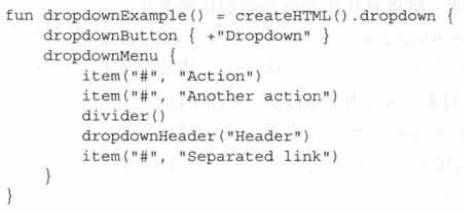 fun dropdownExample() = createHTML().dropdown {
    dropdownButton { +"Dropdown" }
    dropdownMenu {
        item("#", "Action")
        item("#", "Another action")
        divider()
        dropdownHeader("Header")
        item("#", "Separated link")
    }
}